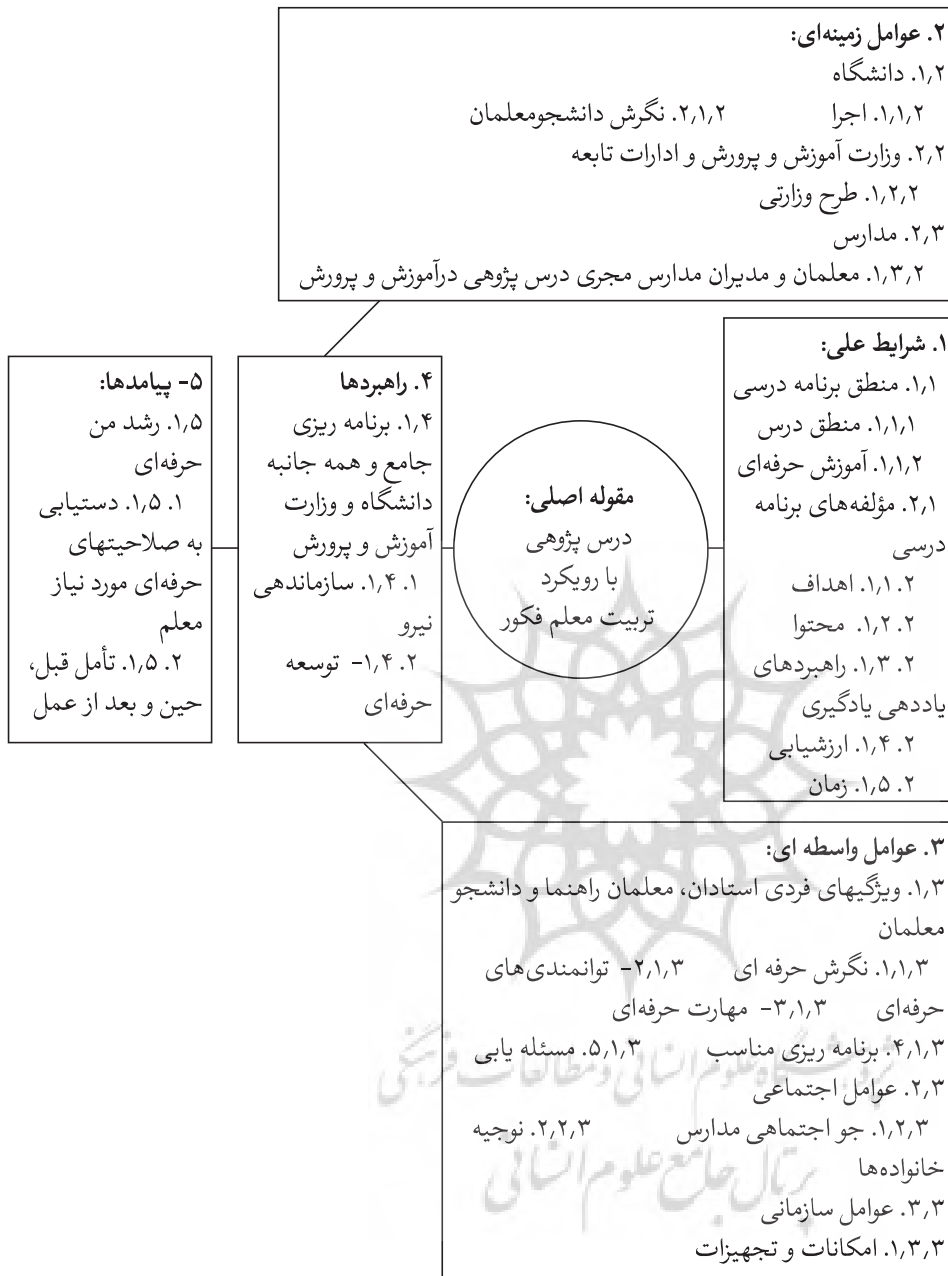 ۲. عوامل زمینه‌ای:
۱٫۲. دانشگاه
۱٫۱٫۲. اجرا ۲٫۱٫۲. نگرش دانشجومعلمان
۲٫۲. وزارت آموزش و پرورش و ادارات تابعه
۱٫۲٫۲. طرح وزارتی
۲٫۳. مدارس
۱٫۳٫۲. معلمان و مدیران مدارس مجری درس پژوهی درآموزش و پرورش
۱. شرایط علی:
۱٫۱. منطق برنامه درسی
۱٫۱٫۱. منطق درس
۱٫۱٫۲. آموزش حرفه‌ای
۲٫۱. مؤلفه‌های برنامه
درسی
۱٫۱. ۲. اهداف
۱٫۲. ۲. محتوا
۱٫۳. ۲. راهبردهای
یاددهی یادگیری
۱٫۴. ۲. ارزشیابی
۱٫۵. ۲. زمان
مقوله اصلی:
درس پژوهی
با رویکرد
تربیت معلم فکور
۴. راهبردها
۱٫۴. برنامه ریزی
جامع و همه جانبه
دانشگاه و وزارت
آموزش و پرورش
۱٫۴. ۱. سازماندهی
نیرو
۲. ۱٫۴- توسعه
حرفه‌ای
۵- پیامدها:
۱٫۵. رشد من
حرفه‌ای
۱٫۵. ۱. دستیابی
به صلاحیتهای
حرفه‌ای مورد نیاز
معلم
۱٫۵. ۲. تأمل قبل،
حین و بعد از عمل
۳. عوامل واسطه ای:
۱٫۳. ویژگیهای فردی استادان، معلمان راهنما و دانشجو
معلمان
۱٫۱٫۳. نگرش حرفه ای ۲٫۱٫۳- توانمندی‌های
حرفه‌ای ۳٫۱٫۳- مهارت حرفه‌ای
۴٫۱٫۳. برنامه ریزی مناسب ۵٫۱٫۳. مسئله یابی
۲٫۳. عوامل اجتماعی
۱٫۲٫۳. جو اجتماهی مدارس ۲٫۲٫۳. نوجیه
خانواده‌ها
۳٫۳. عوامل سازمانی
۱٫۳٫۳. امکانات و تجهیزات
پژوهشگاه علوم انسانی و مطالعات فرهنگی
پرتال جامع علوم انسانی